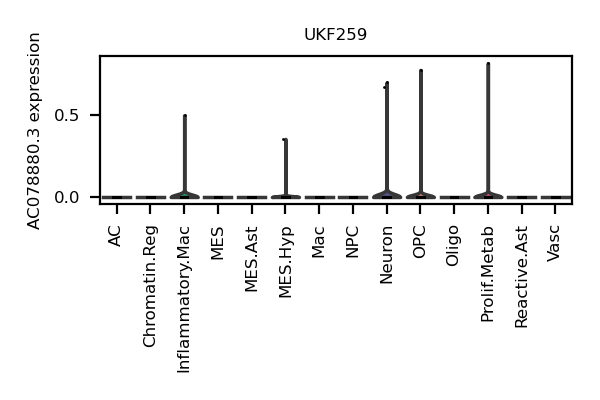 UKF259
AC078880.3 expression
0.5
0.0
AC
Chromatin.Reg
Inflammatory.Mac
MES
MES.Ast
MES.Hyp
Mac
NPC
Neuron
OPC
Oligo
Prolif.Metab
Reactive.Ast
Vasc